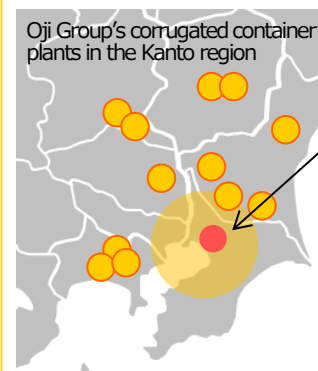 Oji Group's corrugated container
plants in the Kanto region